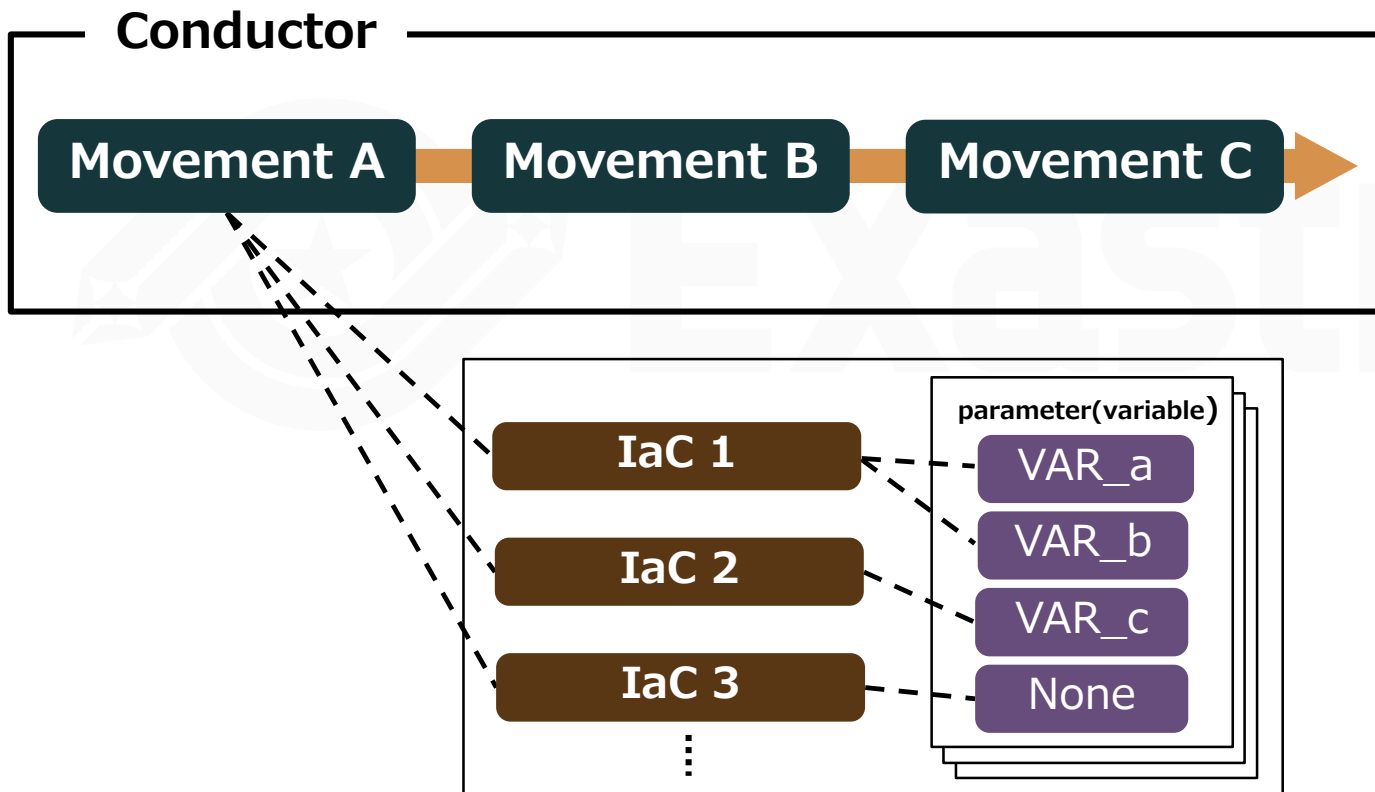 Conductor
Movement A
Movement B
Movement C
parameter(variable)
IaC 1
VAR_a
VAR_b
IaC 2
VAR_c
IaC 3
None